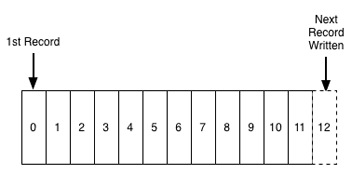 Next
Record
Written
1st Record
0 1 2 3 4 5 6 7 8 9 10 11 12